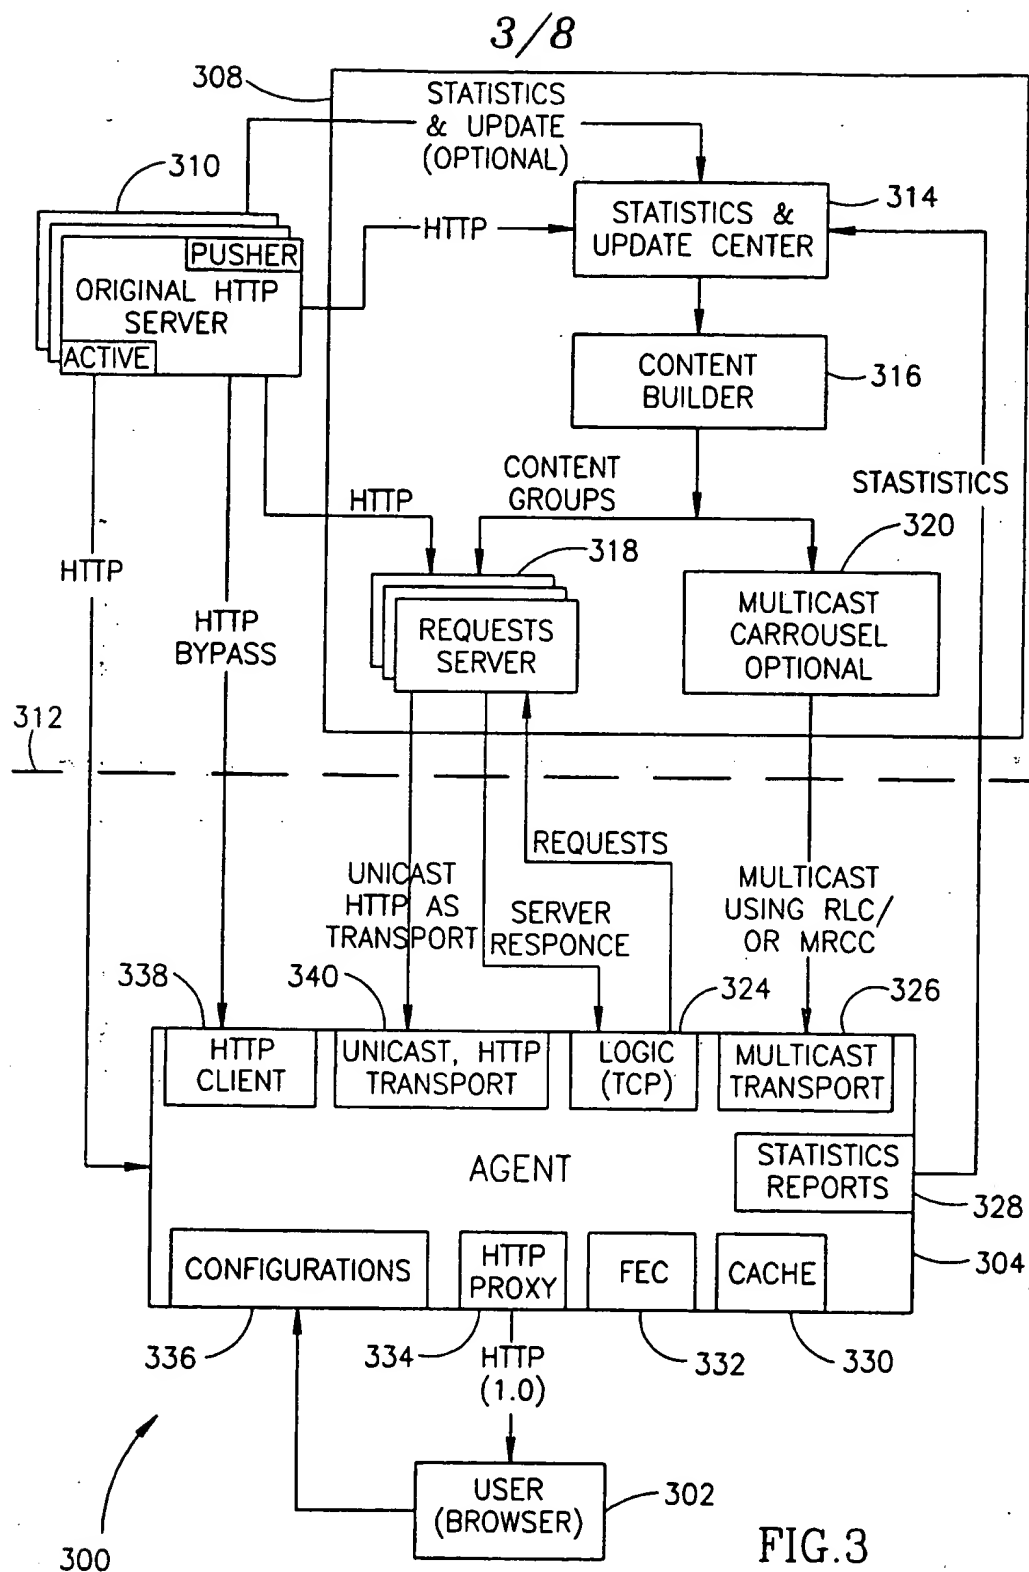 3/8
308
STATISTICS
& UPDATE
(OPTIONAL)
310
314
STATISTICS &
UPDATE CENTER
HTTP
PUSHER
ORIGINAL HTTP
SERVER
ACTIVE
CONTENT
BUILDER
316
CONTENT
GROUPS
STASTISTICS
HTTP
320
318
HTTP
MULTICAST
CARROUSEL
OPTIONAL
HTTP
BYPASS
REQUESTS
SERVER
312
REQUESTS
UNICAST
HTTP AS
TRANSPORT
SERVER
RESPONCE
MULTICAST
USING RLC/
OR MRCC
338
340
324
326
HTTP
CLIENT
UNICAST, HTTP
TRANSPORT
LOGIC
(TCP)
MULTICAST
TRANSPORT
AGENT
STATISTICS
REPORTS
328
304
CONFIGURATIONS
HTTP
PROXY
FEC
CACHE
336
334
332
330
HTTP
(1.0)
USER
(BROWSER)
302
300
FIG.3